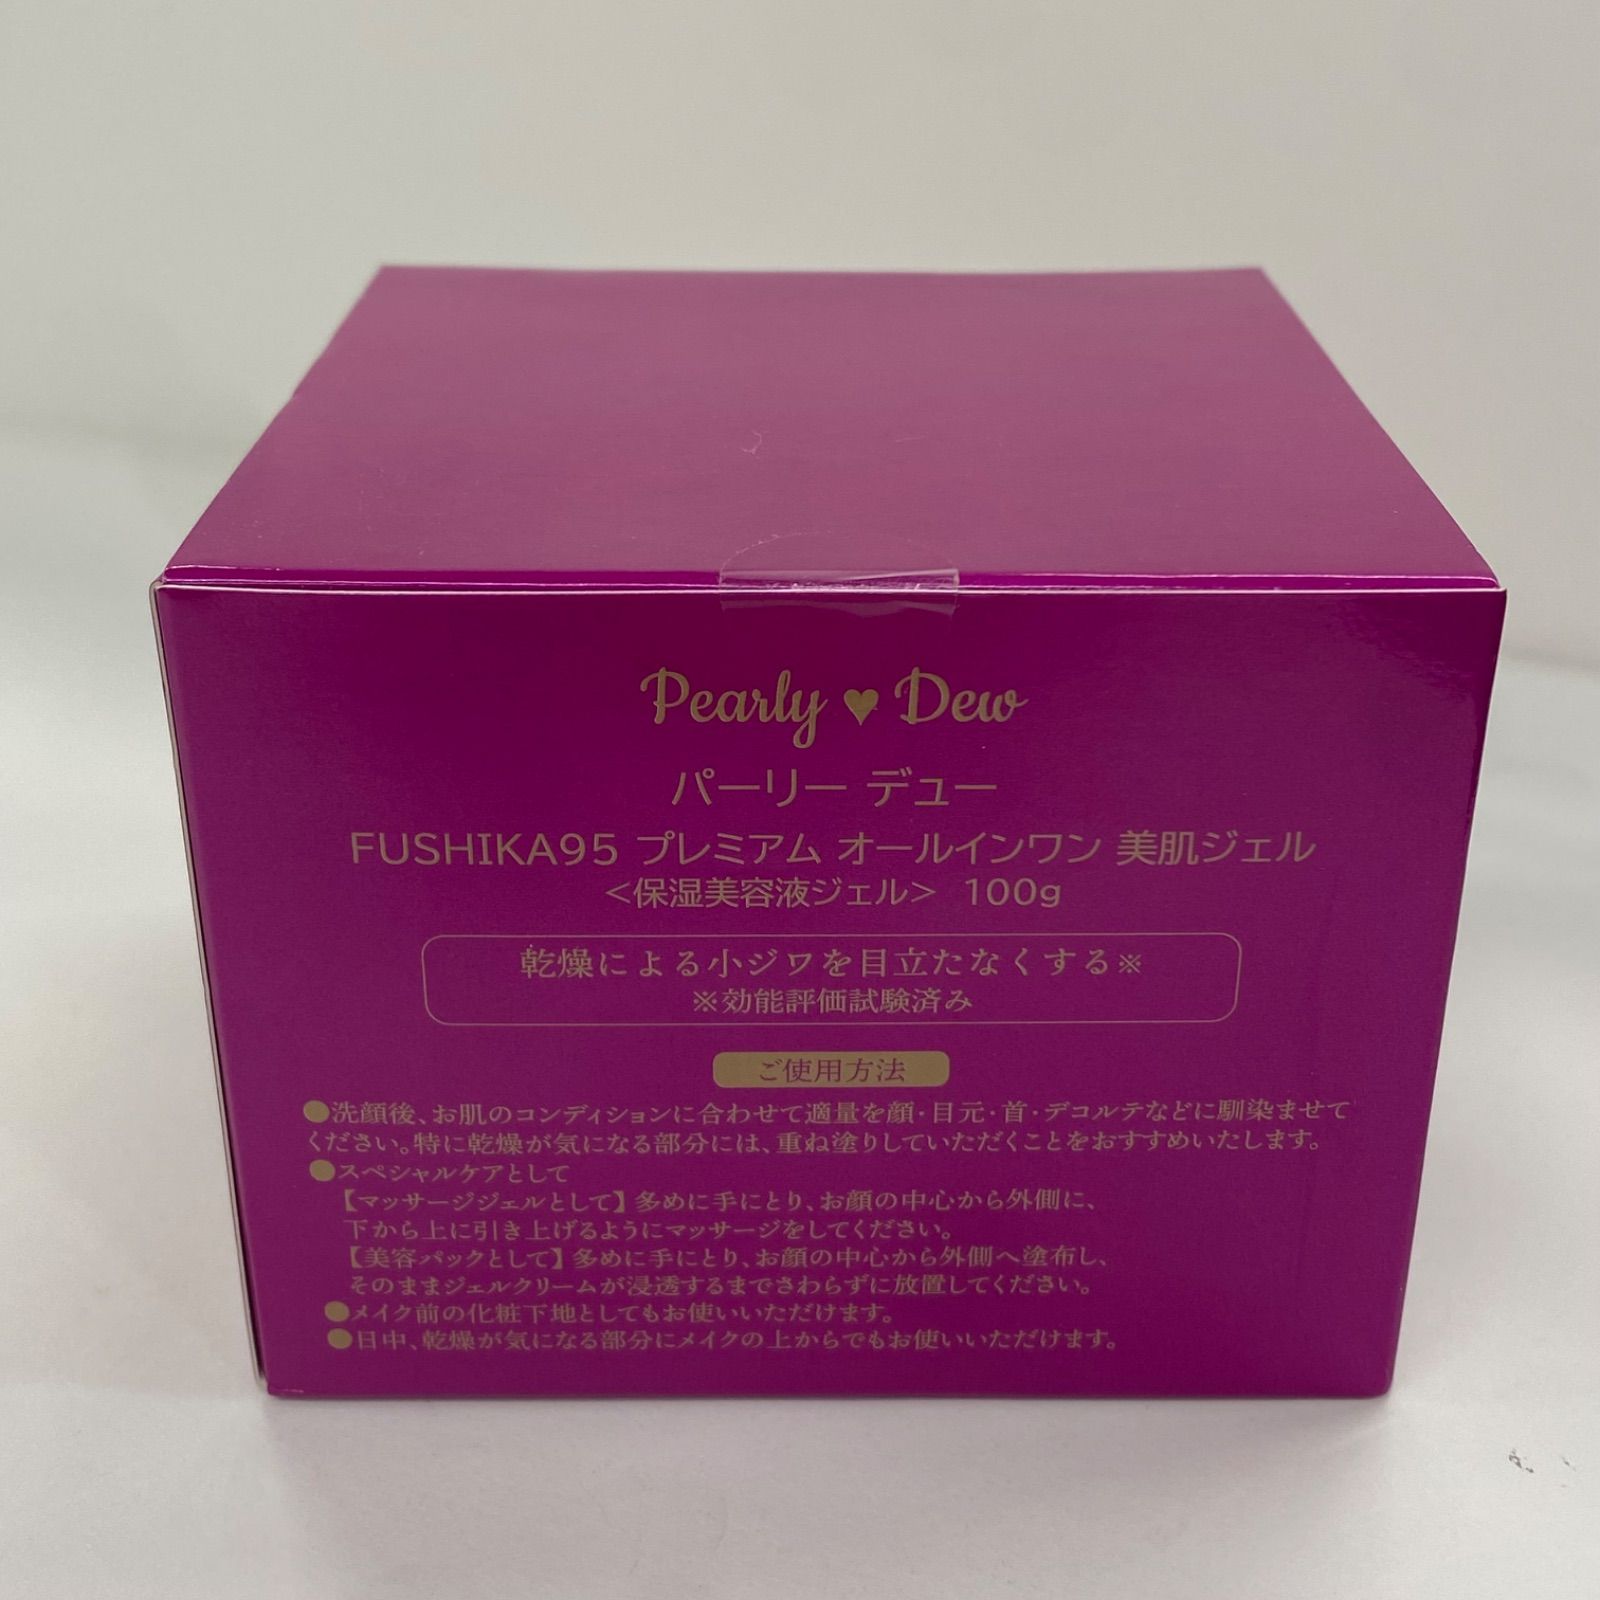 Pearly ♥ Dew
パーリー デュー
FUSHIKA95 プレミアム オールインワン 美肌ジェル
<保湿美容液ジェル> 100g
乾燥による小ジワを目立たなくする※
※効能評価試験済み
ご使用方法
●洗顔後、お肌のコンディションに合わせて適量を顔・目元・首・デコルテなどに馴染ませて
ください。特に乾燥が気になる部分には、重ね塗りしていただくことをおすすめいたします。
●スペシャルケアとして
【マッサージジェルとして】多めに手にとり、お顔の中心から外側に、
下から上に引き上げるようにマッサージをしてください。
【美容パックとして】多めに手にとり、お顔の中心から外側へ塗布し、
そのままジェルクリームが浸透するまでさわらずに放置してください。
●メイク前の化粧下地としてもお使いいただけます。
●日中、乾燥が気になる部分にメイクの上からでもお使いいただけます。